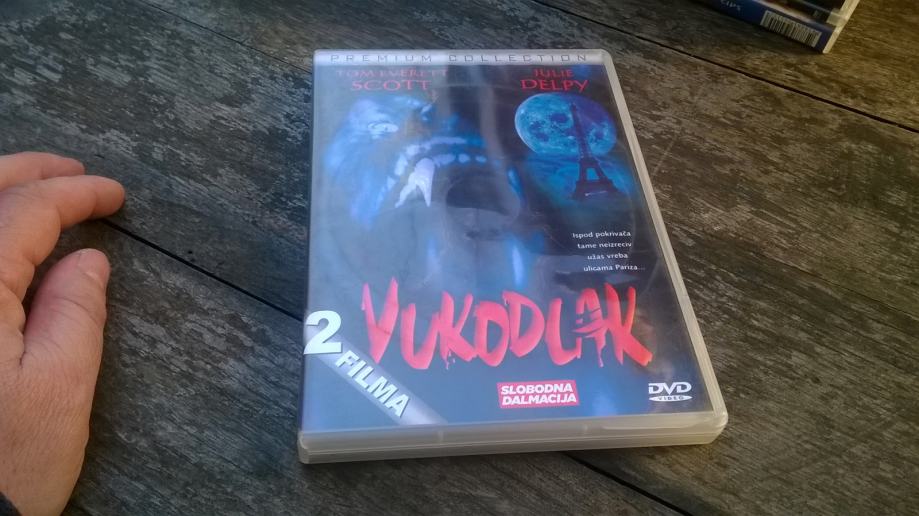 PREMIUM COLLECTION
TOM EVERETT
SCOTT
JULIE
DELPY
Ispod pokrivača
tame neizreciv
užas vreba
ulicama Pariza...
VUKODLAK
2
FILMA
SLOBODNA
DALMACIJA
DVD
VIDEO